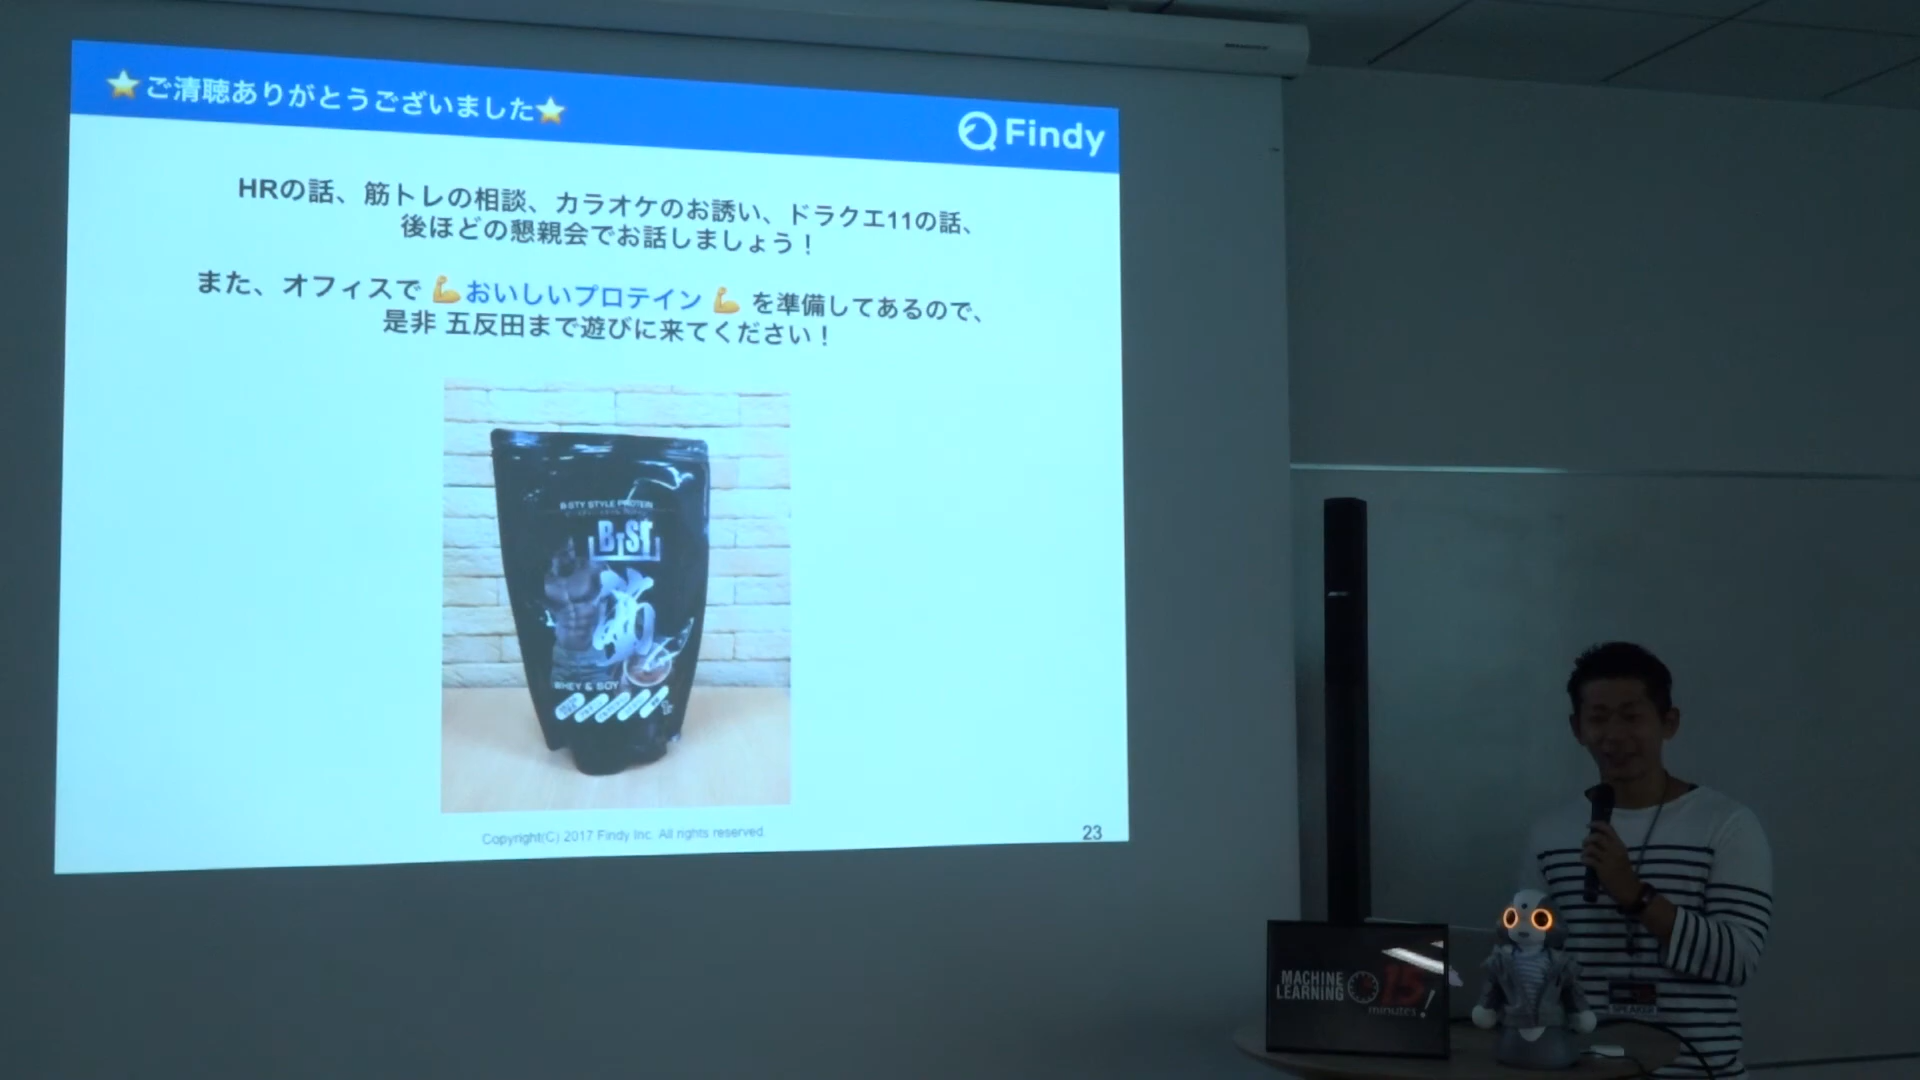 ⭐ご清聴ありがとうございました⭐
Findy
HRの話、筋トレの相談、カラオケのお誘い、ドラクエ11の話、
後ほどの懇親会でお話しましょう！
また、オフィスで 💪おいしいプロテイン 💪 を準備してあるので、
是非 五反田まで遊びに来てください！
B-STY STYLE PROTEIN
WHEY & SOY
Copyright(C) 2017 Findy Inc. All rights reserved.
23
MACHINE
LEARNING
15
minutes!
SPEAKER